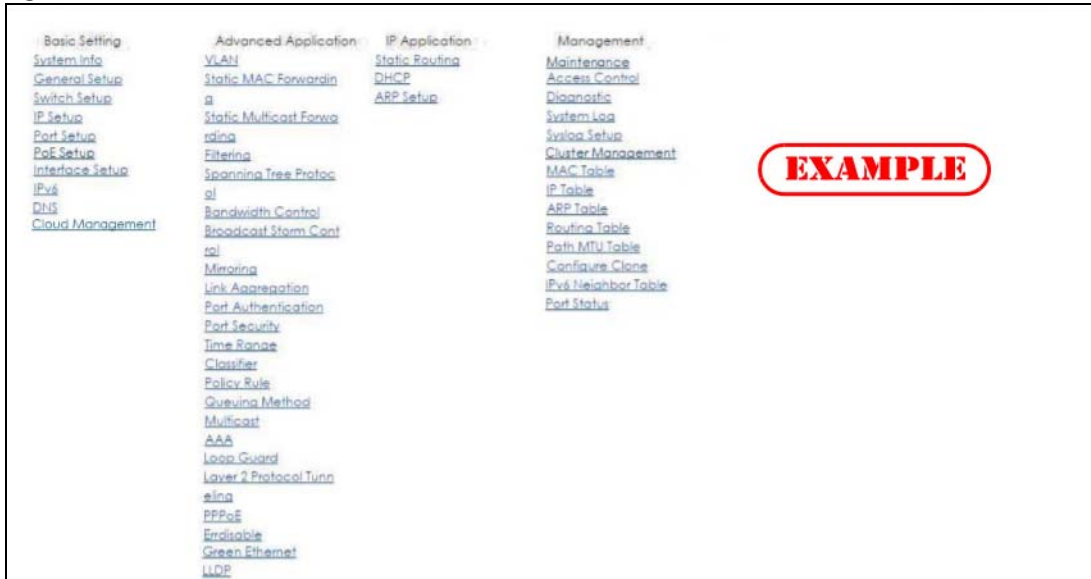 Basic Setting
System Info
General Setup
Switch Setup
IP Setup
Port Setup
PoE Setup
Interface Setup
IPv6
DNS
Cloud Management
Advanced Application
VLAN
Static MAC Forwardin
g
Static Multicast Forwa
rding
Filtering
Spanning Tree Protoc
ol
Bandwidth Control
Broadcast Storm Cont
rol
Mirroring
Link Aggregation
Port Authentication
Port Security
Time Range
Classifier
Policy Rule
Queuing Method
Multicast
AAA
Loop Guard
Layer 2 Protocol Tunn
eling
PPPoE
Errdisable
Green Ethernet
LLDP
IP Application
Static Routing
DHCP
ARP Setup
Management
Maintenance
Access Control
Diagnostic
System Log
Syslog Setup
Cluster Management
MAC Table
IP Table
ARP Table
Routing Table
Path MTU Table
Configure Clone
IPv6 Neighbor Table
Port Status
EXAMPLE